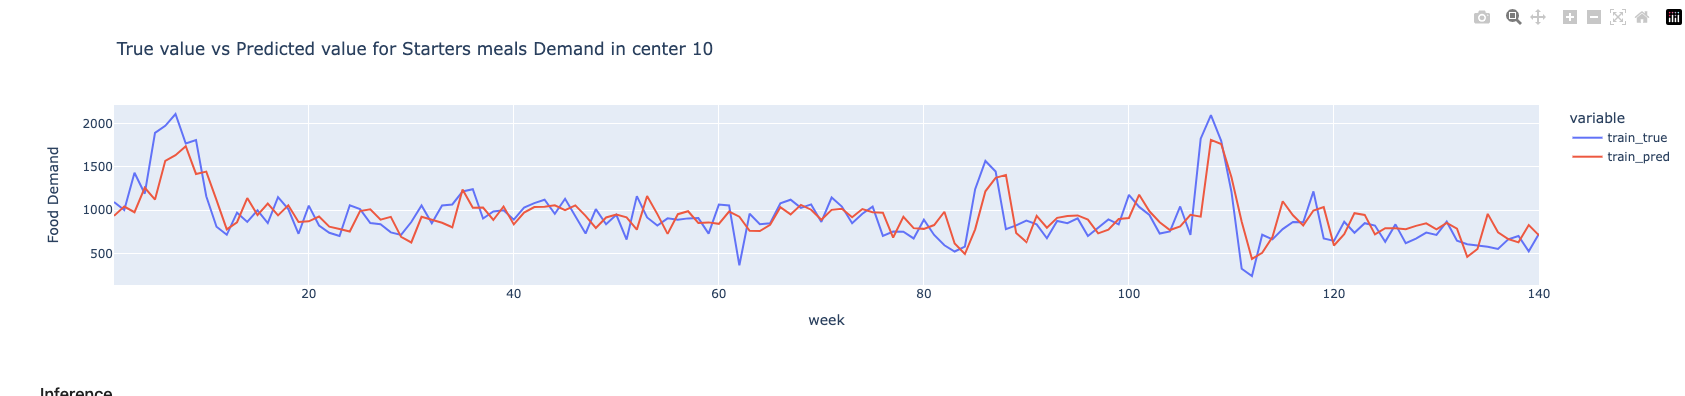 True value vs Predicted value for Starters meals Demand in center 10
Food Demand
2000
1500
1000
500
20 40 60 80 100 120 140
week
variable
train_true
train_pred
Inference